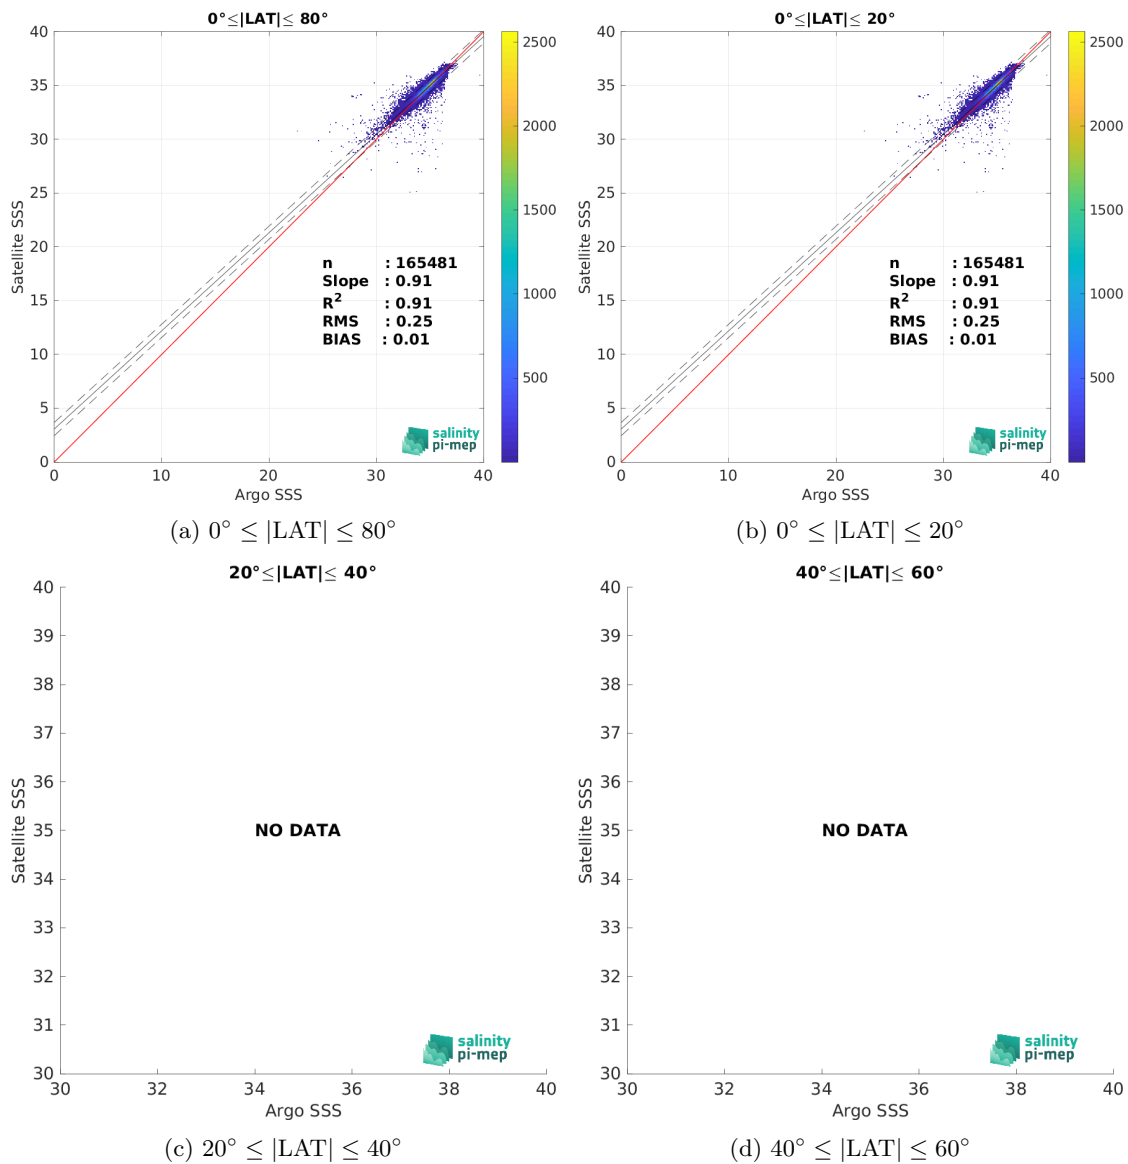 0°≤|LAT|≤ 80°
40
35
30
25
20
15
10
5
0
Satellite SSS
n : 165481
Slope : 0.91
R² : 0.91
RMS : 0.25
BIAS : 0.01
salinity
pi-mep
0 10 20 30 40
Argo SSS
2500
2000
1500
1000
500
(a) 0° ≤ |LAT| ≤ 80°
0°≤|LAT|≤ 20°
40
35
30
25
20
15
10
5
0
Satellite SSS
n : 165481
Slope : 0.91
R² : 0.91
RMS : 0.25
BIAS : 0.01
salinity
pi-mep
0 10 20 30 40
Argo SSS
2500
2000
1500
1000
500
(b) 0° ≤ |LAT| ≤ 20°
20°≤|LAT|≤ 40°
40
39
38
37
36
35
34
33
32
31
30
Satellite SSS
NO DATA
salinity
pi-mep
30 32 34 36 38 40
Argo SSS
(c) 20° ≤ |LAT| ≤ 40°
40°≤|LAT|≤ 60°
40
39
38
37
36
35
34
33
32
31
30
Satellite SSS
NO DATA
salinity
pi-mep
30 32 34 36 38 40
Argo SSS
(d) 40° ≤ |LAT| ≤ 60°